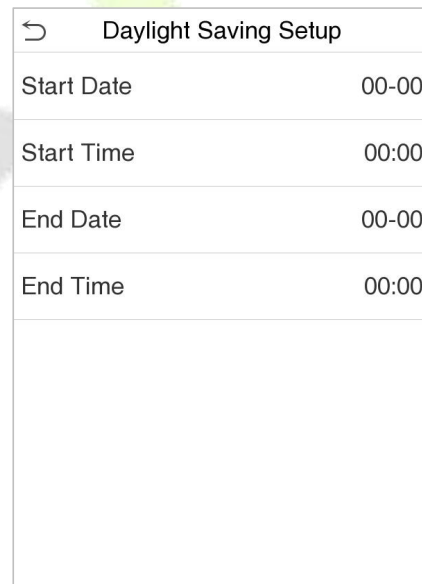 Daylight Saving Setup
Start Date 00-00
Start Time 00:00
End Date 00-00
End Time 00:00